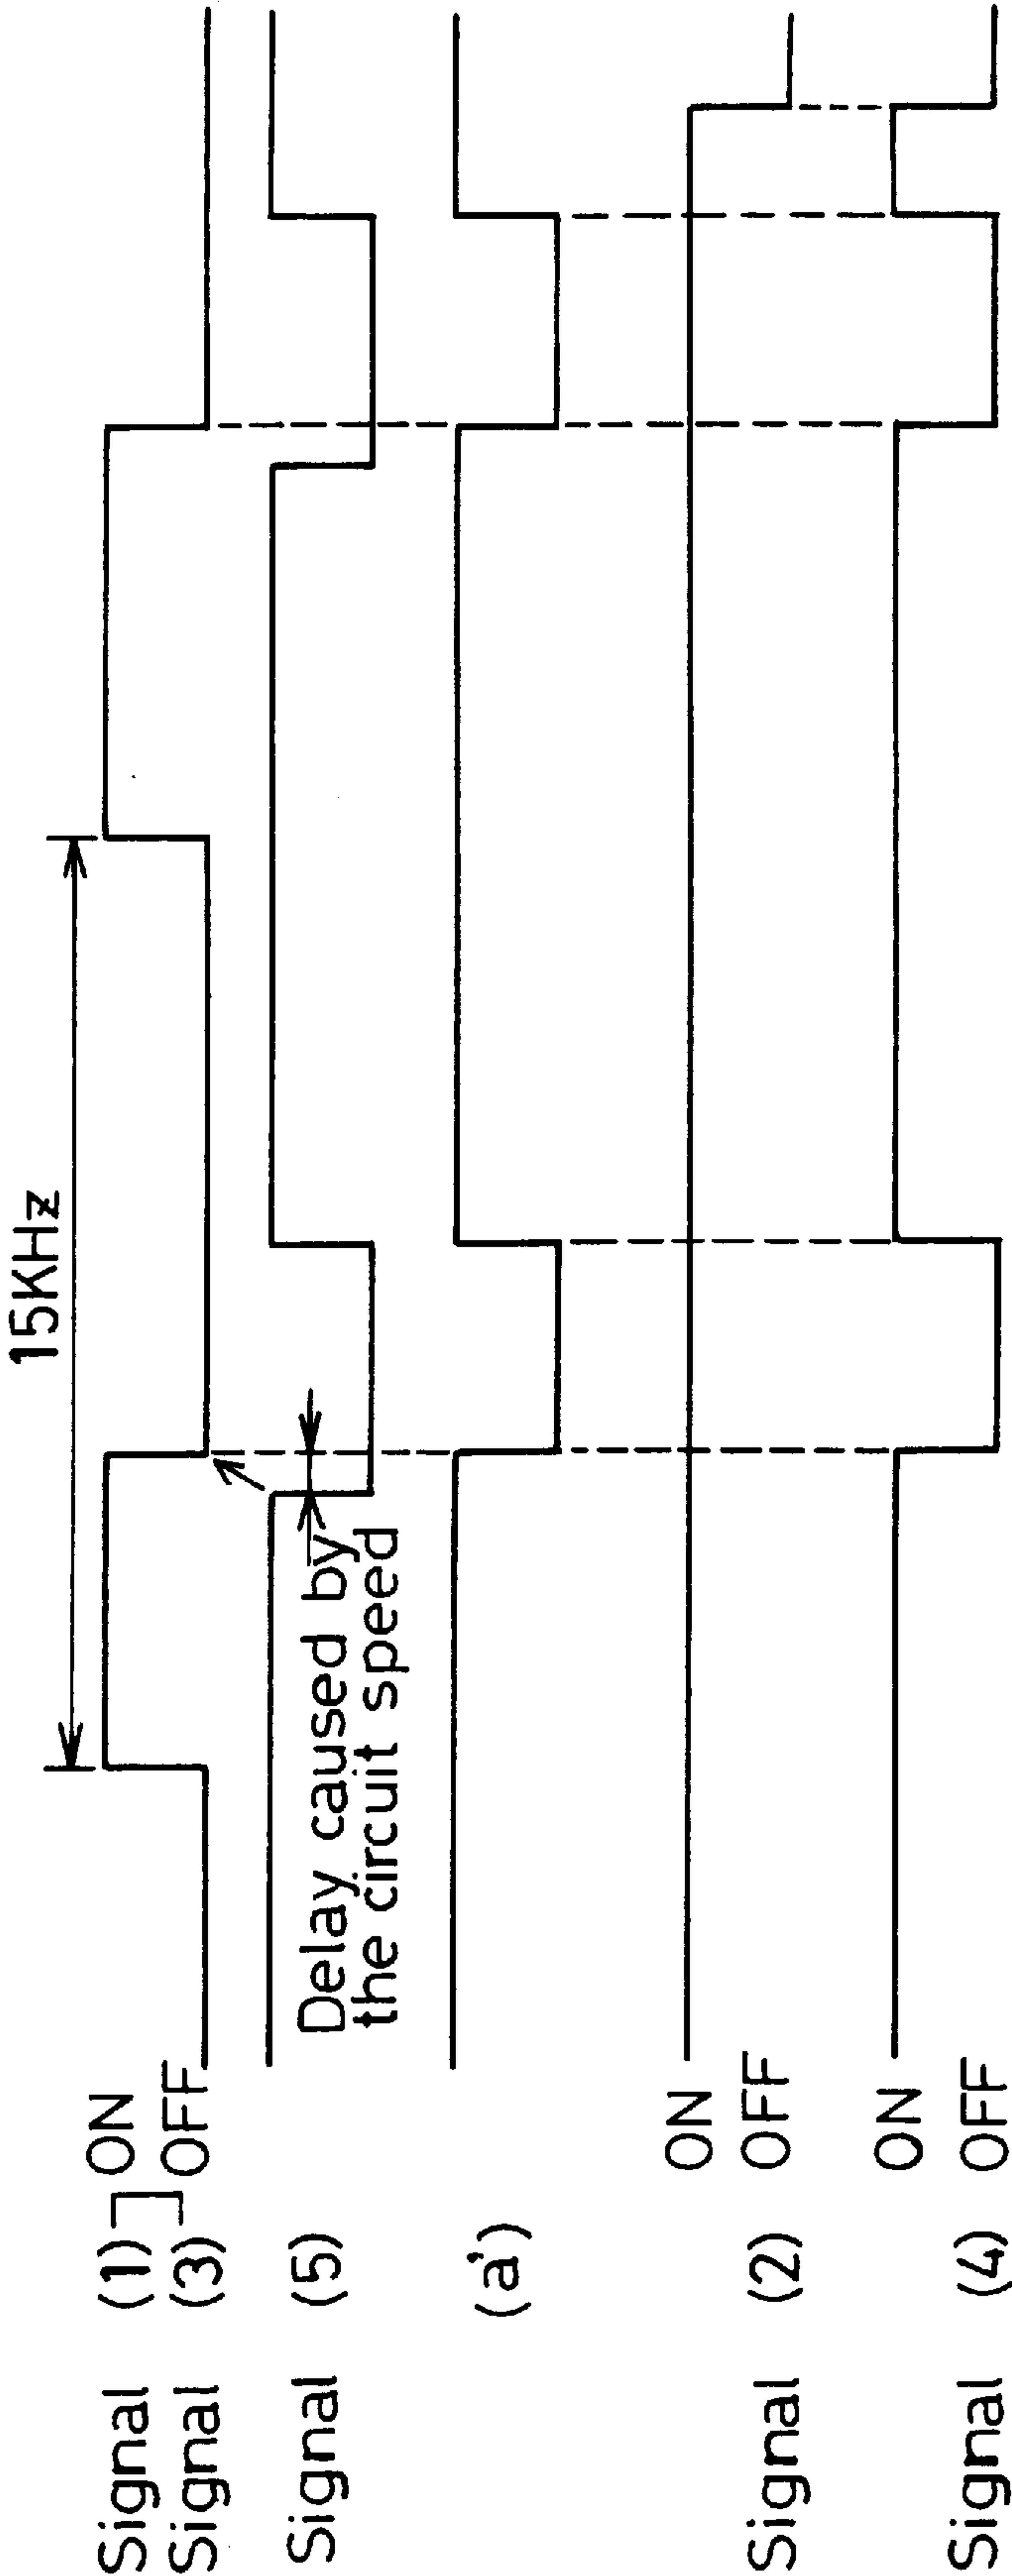 15KHz
Signal (1) ON
Signal (3) OFF
Signal (5)
Delay caused by
the circuit speed
(a')
ON
Signal (2) OFF
ON
Signal (4) OFF